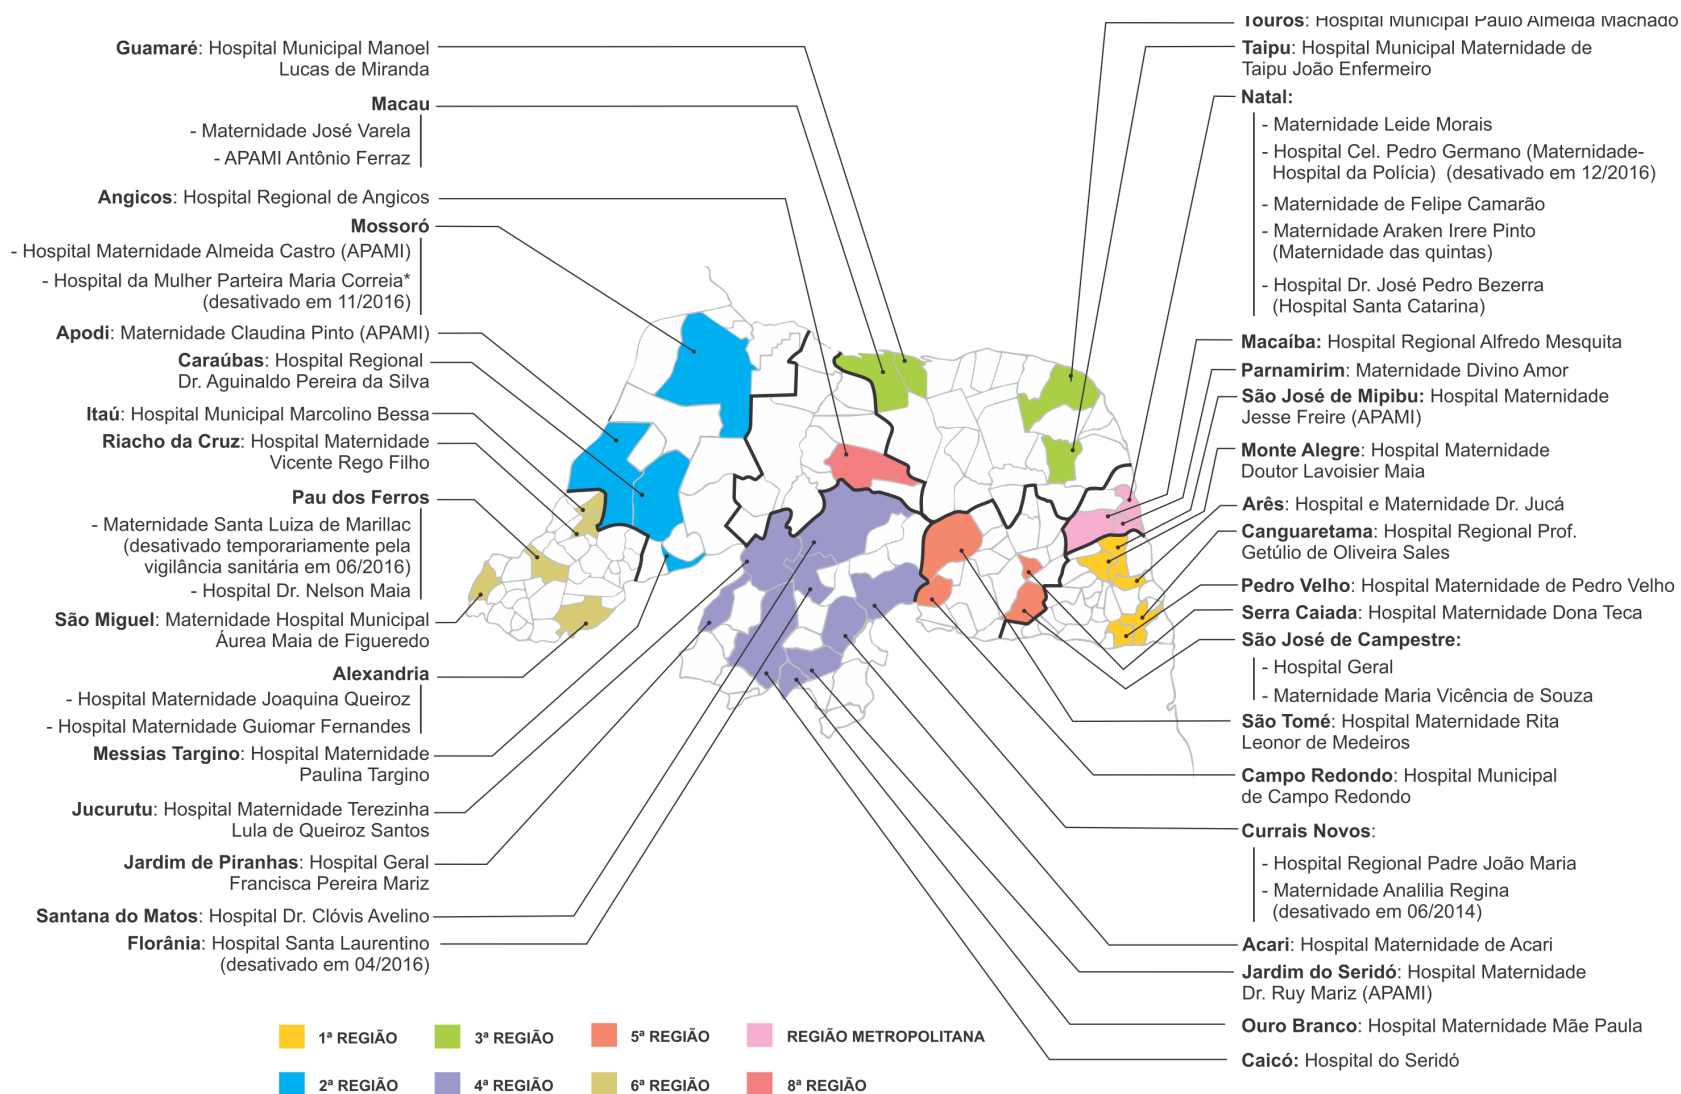 Guamaré: Hospital Municipal Manoel
Lucas de Miranda
Macau
- Maternidade José Varela
- APAMI Antônio Ferraz
Angicos: Hospital Regional de Angicos
Mossoró
- Hospital Maternidade Almeida Castro (APAMI)
- Hospital da Mulher Parteira Maria Correia*
(desativado em 11/2016)
Apodi: Maternidade Claudina Pinto (APAMI)
Caraúbas: Hospital Regional
Dr. Aguinaldo Pereira da Silva
Itaú: Hospital Municipal Marcolino Bessa
Riacho da Cruz: Hospital Maternidade
Vicente Rego Filho
Pau dos Ferros
- Maternidade Santa Luiza de Marillac
(desativado temporariamente pela
vigilância sanitária em 06/2016)
- Hospital Dr. Nelson Maia
São Miguel: Maternidade Hospital Municipal
Áurea Maia de Figueredo
Alexandria
- Hospital Maternidade Joaquina Queiroz
- Hospital Maternidade Guiomar Fernandes
Messias Targino: Hospital Maternidade
Paulina Targino
Jucurutu: Hospital Maternidade Terezinha
Lula de Queiroz Santos
Jardim de Piranhas: Hospital Geral
Francisca Pereira Mariz
Santana do Matos: Hospital Dr. Clóvis Avelino
Florânia: Hospital Santa Laurentino
(desativado em 04/2016)
Touros: Hospital Municipal Paulo Almeida Machado
Taipu: Hospital Municipal Maternidade de
Taipu João Enfermeiro
Natal:
- Maternidade Leide Morais
- Hospital Cel. Pedro Germano (Maternidade-
Hospital da Polícia) (desativado em 12/2016)
- Maternidade de Felipe Camarão
- Maternidade Araken Irere Pinto
(Maternidade das quintas)
- Hospital Dr. José Pedro Bezerra
(Hospital Santa Catarina)
Macaíba: Hospital Regional Alfredo Mesquita
Parnamirim: Maternidade Divino Amor
São José de Mipibu: Hospital Maternidade
Jesse Freire (APAMI)
Monte Alegre: Hospital Maternidade
Doutor Lavoisier Maia
Arês: Hospital e Maternidade Dr. Jucá
Canguaretama: Hospital Regional Prof.
Getúlio de Oliveira Sales
Pedro Velho: Hospital Maternidade de Pedro Velho
Serra Caiada: Hospital Maternidade Dona Teca
São José de Campestre:
- Hospital Geral
- Maternidade Maria Vicência de Souza
São Tomé: Hospital Maternidade Rita
Leonor de Medeiros
Campo Redondo: Hospital Municipal
de Campo Redondo
Currais Novos:
- Hospital Regional Padre João Maria
- Maternidade Analilia Regina
(desativado em 06/2014)
Acari: Hospital Maternidade de Acari
Jardim do Seridó: Hospital Maternidade
Dr. Ruy Mariz (APAMI)
Ouro Branco: Hospital Maternidade Mãe Paula
Caicó: Hospital do Seridó
1ª REGIÃO
3ª REGIÃO
5ª REGIÃO
REGIÃO METROPOLITANA
2ª REGIÃO
4ª REGIÃO
6ª REGIÃO
8ª REGIÃO